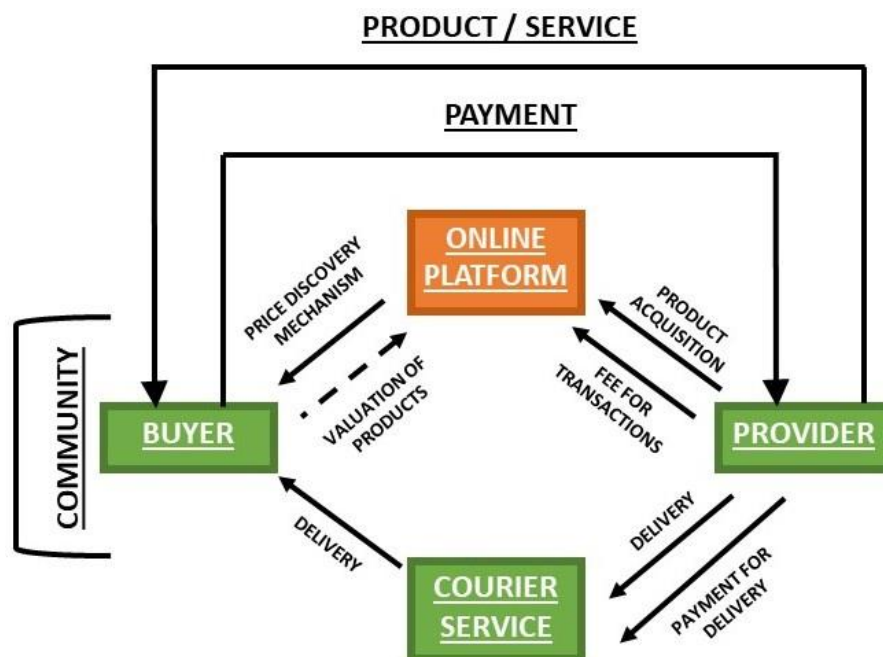 PRODUCT / SERVICE
PAYMENT
ONLINE
PLATFORM
PRICE DISCOVERY
MECHANISM
PRODUCT
ACQUISITION
VALUATION OF
PRODUCTS
FEE FOR
TRANSACTIONS
COMMUNITY
BUYER
PROVIDER
DELIVERY
DELIVERY
COURIER
SERVICE
PAYMENT FOR
DELIVERY